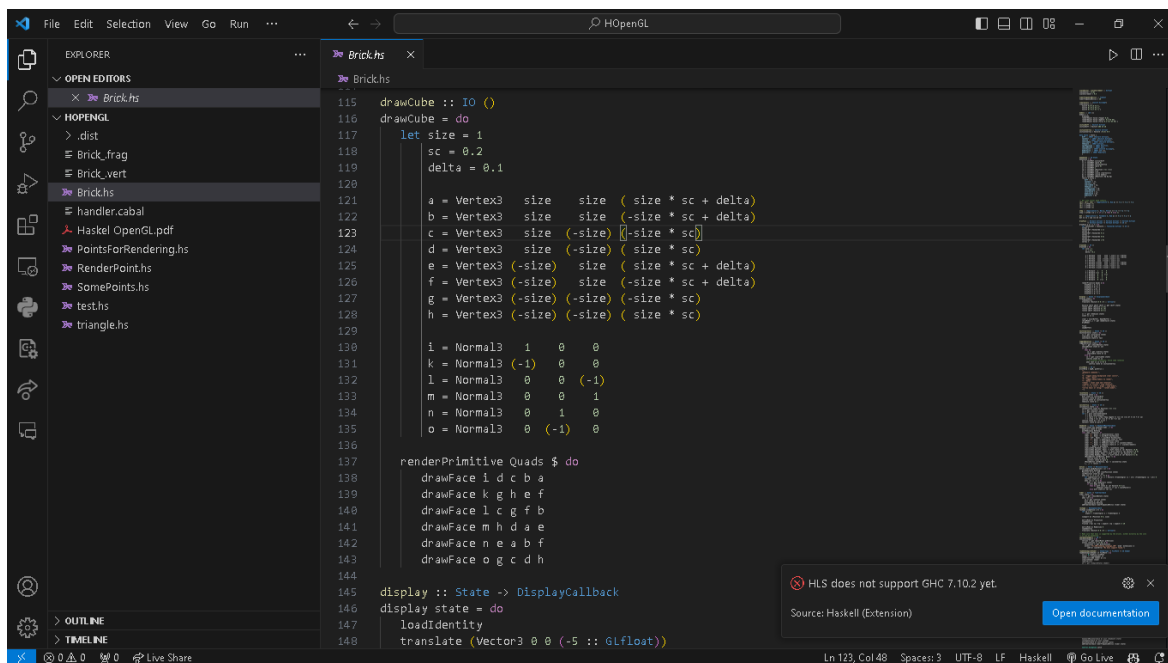 File Edit Selection View Go Run ···
HOpenGL
EXPLORER
OPEN EDITORS
Brick.hs
HOPENGL
.dist
Brick_.frag
Brick_.vert
Brick.hs
handler.cabal
Haskel OpenGL.pdf
PointsForRendering.hs
RenderPoint.hs
SomePoints.hs
test.hs
triangle.hs
OUTLINE
TIMELINE
Brick.hs
Brick.hs
115 drawCube :: IO ()
116 drawCube = do
117 let size = 1
118 sc = 0.2
119 delta = 0.1
120
121 a = Vertex3 size size ( size * sc + delta)
122 b = Vertex3 size size (-size * sc + delta)
123 c = Vertex3 size (-size) (-size * sc)
124 d = Vertex3 size (-size) ( size * sc)
125 e = Vertex3 (-size) size ( size * sc + delta)
126 f = Vertex3 (-size) size (-size * sc + delta)
127 g = Vertex3 (-size) (-size) (-size * sc)
128 h = Vertex3 (-size) (-size) ( size * sc)
129
130 i = Normal3 1 0 0
131 k = Normal3 (-1) 0 0
132 l = Normal3 0 0 (-1)
133 m = Normal3 0 0 1
134 n = Normal3 0 1 0
135 o = Normal3 0 (-1) 0
136
137 renderPrimitive Quads $ do
138 drawFace i d c b a
139 drawFace k g h e f
140 drawFace l c g f b
141 drawFace m h d a e
142 drawFace n e a b f
143 drawFace o g c d h
144
145 display :: State -> DisplayCallback
146 display state = do
147 loadIdentity
148 translate (Vector3 0 0 (-5 :: GLfloat))
HLS does not support GHC 7.10.2 yet.
Source: Haskell (Extension)
Open documentation
0 0 0 Live Share
Ln 123, Col 48 Spaces: 3 UTF-8 LF Haskell Go Live